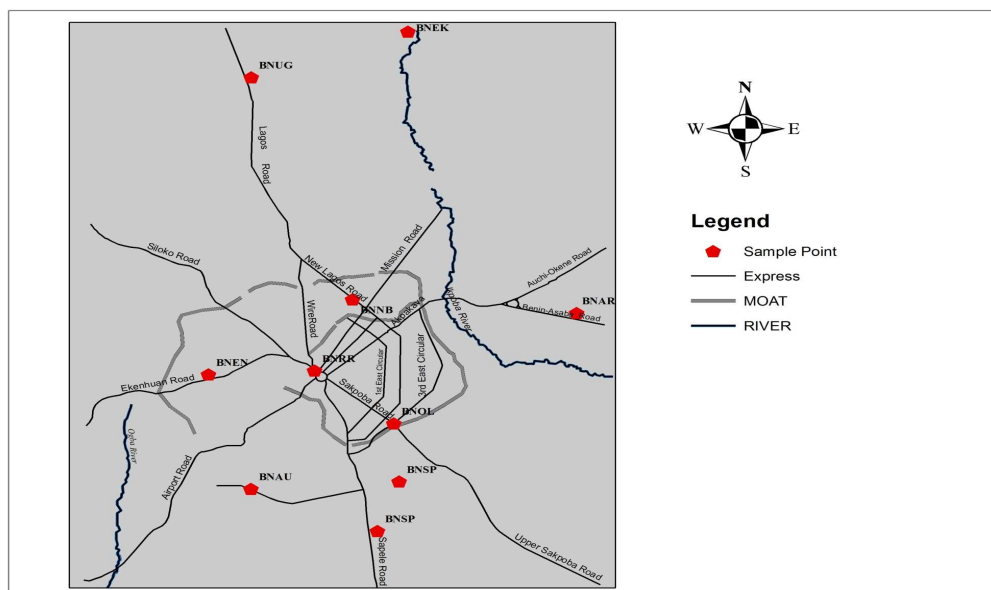 BNEK
BNUG
Lagos Road
N
W E
S
Legend
Sample Point
Express
MOAT
RIVER
Siloko Road
New Lagos Road
Mission Road
Auchi-Okene Road
Ikpoba River
Benin-Asaba Road
BNAR
BNNB
Akpakava
WireRoad
BNRR
1st East Circular
3rd East Circular
BNEN
Ekenhuan Road
Sakpoba Road
BNOL
Ogba River
Airport Road
BNAU
BNSP
BNSP
Sapele Road
Upper Sakpoba Road